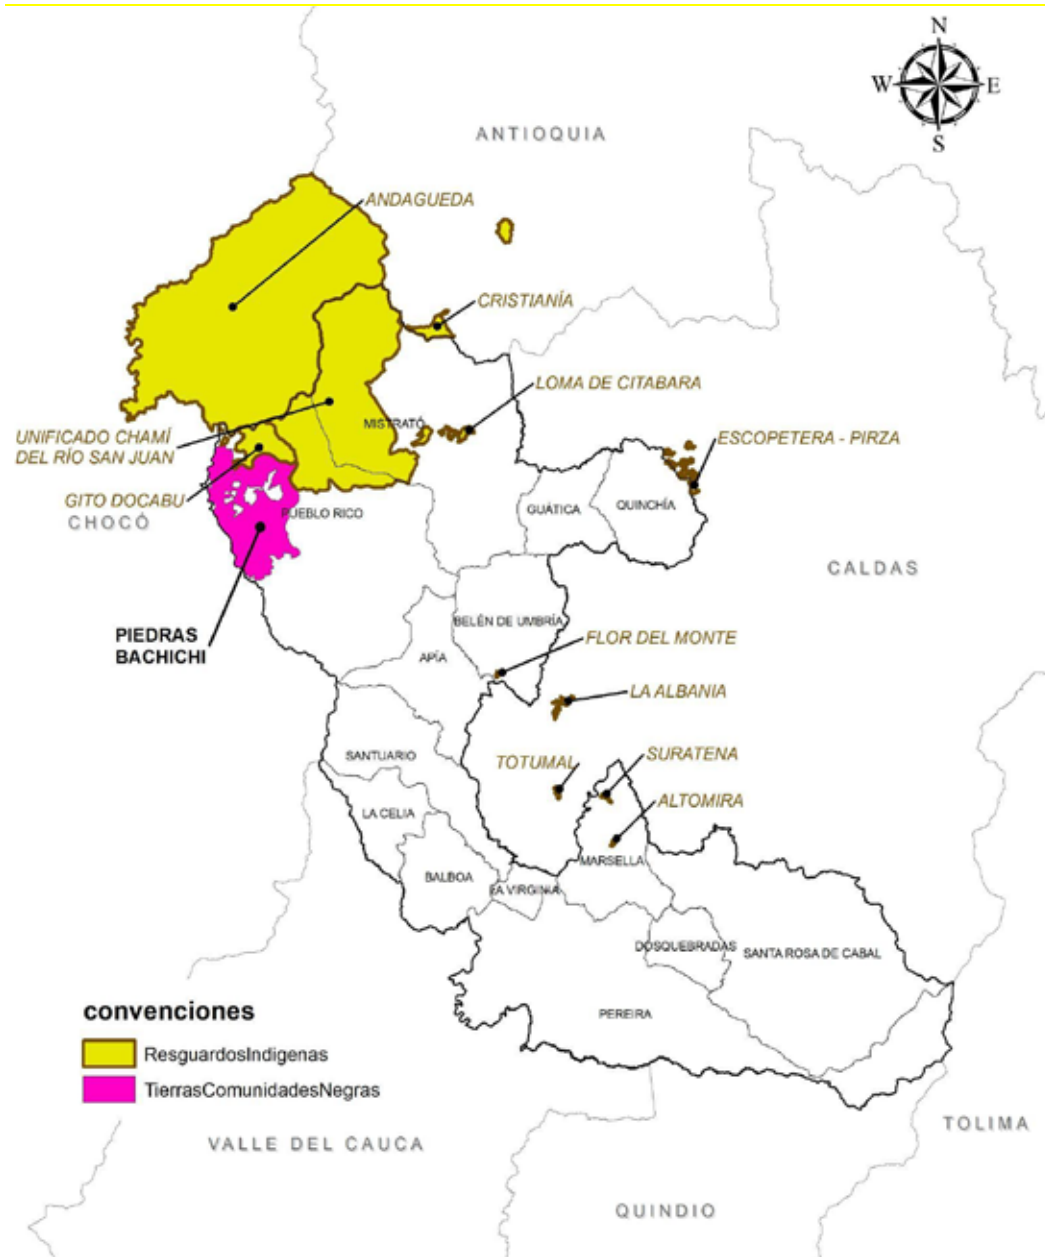 N
W E
S
ANTIOQUIA
ANDAGUEDA
CRISTIANÍA
LOMA DE CITABARA
MISTRATÓ
UNIFICADO CHAMÍ
DEL RÍO SAN JUAN
ESCOPETERA - PIRZA
GITO DOCABU
CHOCÓ
PUEBLO RICO
GUÁTICA
QUINCHÍA
CALDAS
PIEDRAS
BACHICHI
BELÉN DE UMBRÍA
FLOR DEL MONTE
APÍA
LA ALBANIA
SANTUARIO
TOTUMAL
SURATENA
LA CELIA
ALTOMIRA
MARSELLA
BALBOA
LA VIRGINIA
DOSQUEBRADAS
SANTA ROSA DE CABAL
PEREIRA
convenciones
ResguardosIndigenas
TierrasComunidadesNegras
TOLIMA
VALLE DEL CAUCA
QUINDIO